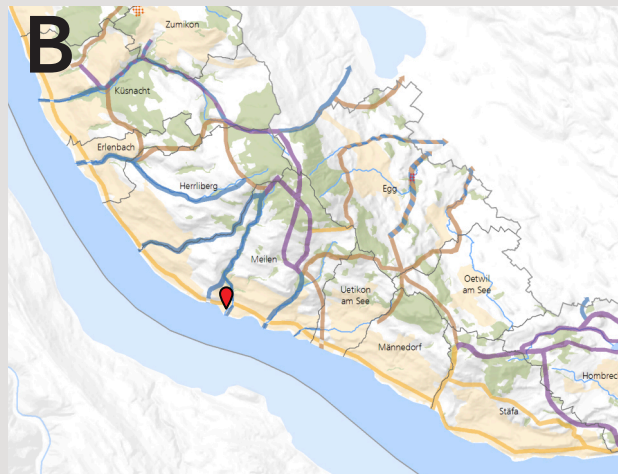 B
Zumikon
Küsnacht
Erlenbach
Herrliberg
Egg
Meilen
Uetikon
am See
Oetwil
am See
Männedorf
Hombrec
Stäfa